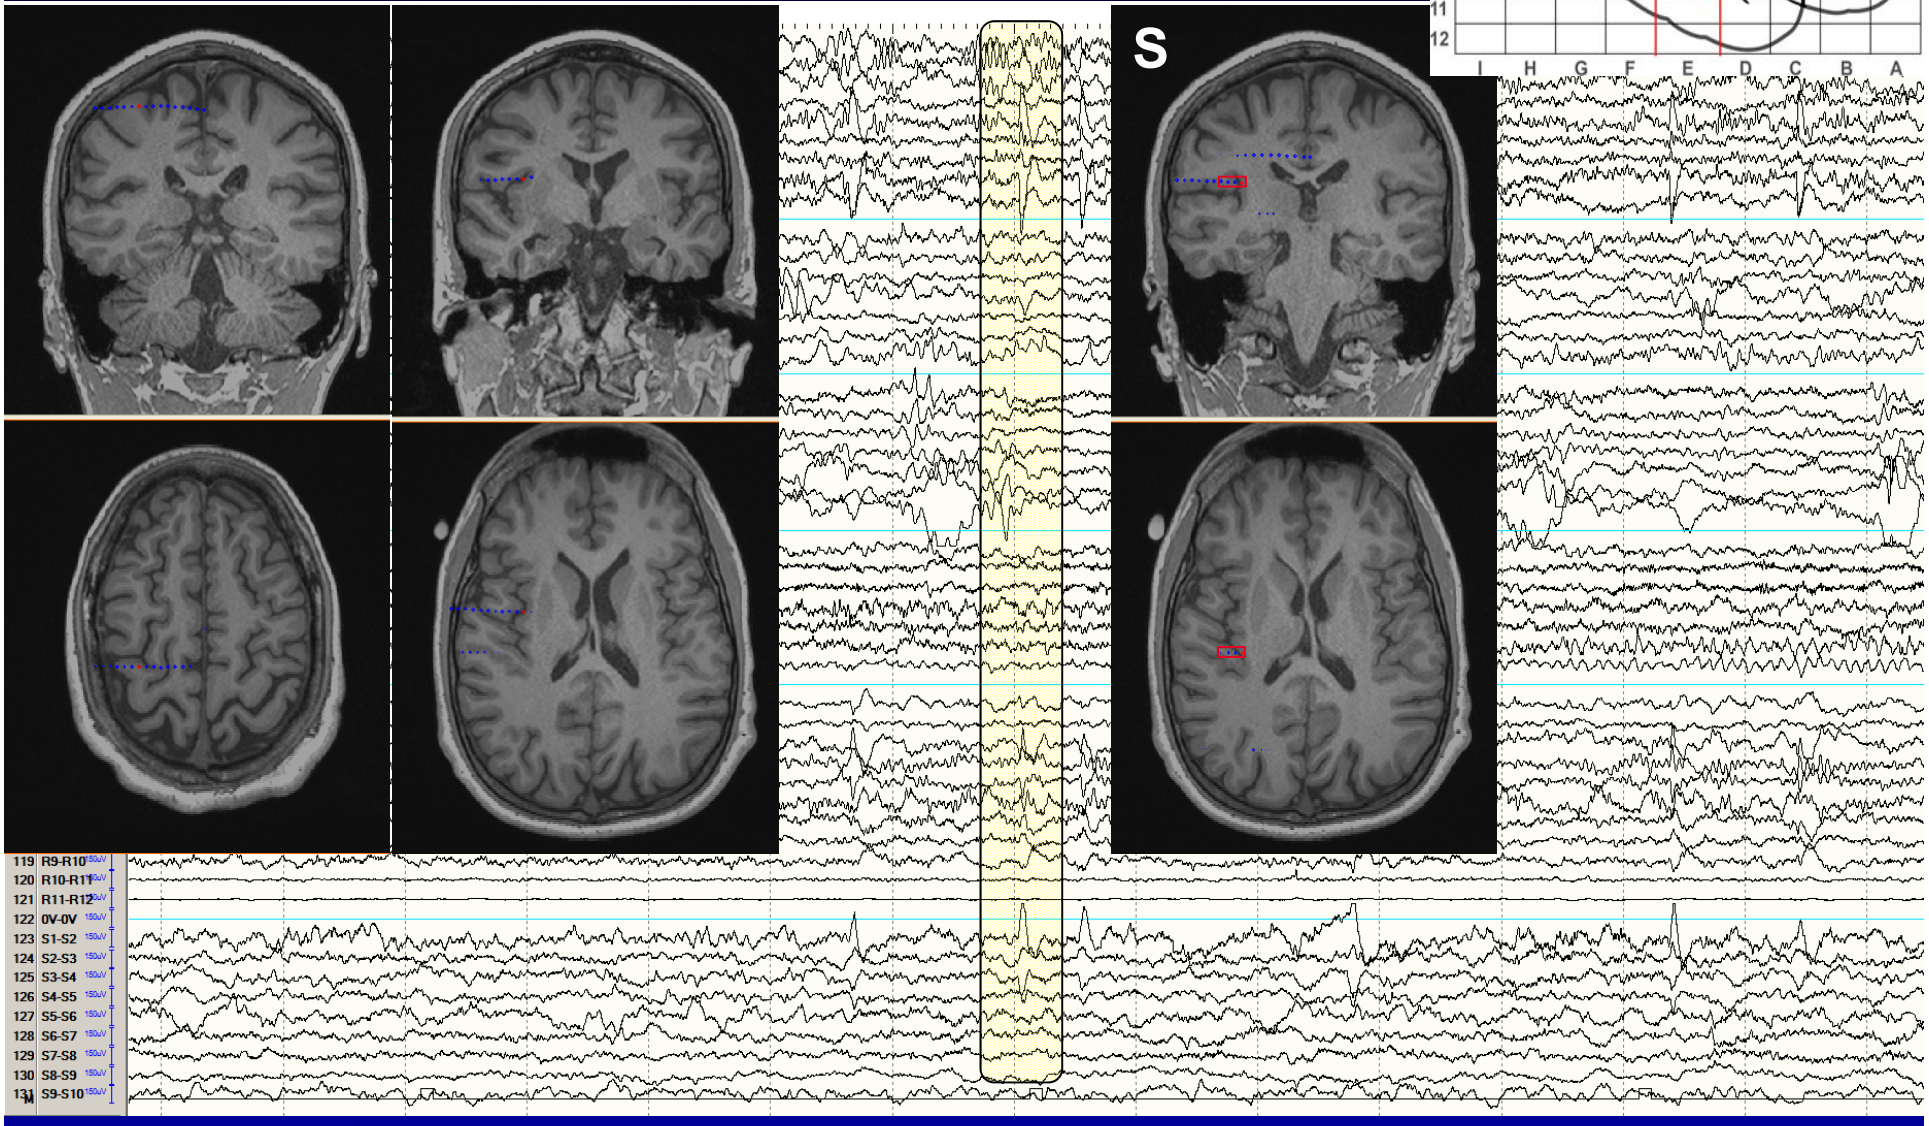 11
12
I H G F E D C B A
S
119 R9-R10 150uV
120 R10-R11 150uV
121 R11-R12 150uV
122 0V-0V 150uV
123 S1-S2 150uV
124 S2-S3 150uV
125 S3-S4 150uV
126 S4-S5 150uV
127 S5-S6 150uV
128 S6-S7 150uV
129 S7-S8 150uV
130 S8-S9 150uV
131 S9-S10 150uV
M